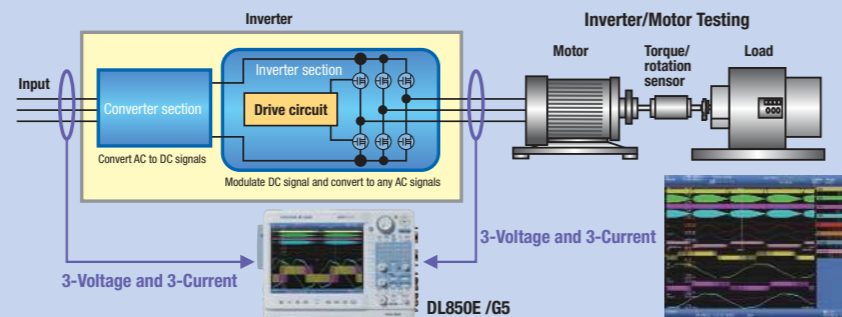 Inverter
Inverter/Motor Testing
Motor
Torque/
rotation
sensor
Load
Input
Inverter section
Converter section
Drive circuit
Convert AC to DC signals
Modulate DC signal and convert to any AC signals
3-Voltage and 3-Current
3-Voltage and 3-Current
DL850E /G5